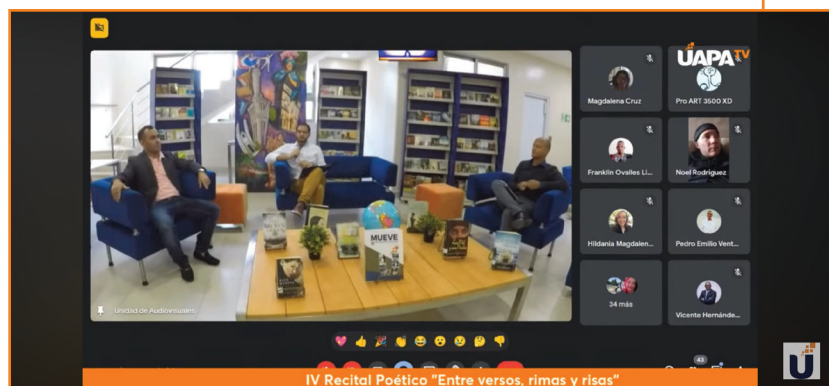 UAPA TV
Magdalena Cruz
Pro ART 3500 XD
Franklin Ovalles Li...
Noel Rodriguez
Hildania Magdalen...
Pedro Emilio Vent...
34 más
Vicente Hernánde...
MUEVE
Unidad de Audiovisuales
43
IV Recital Poético "Entre versos, rimas y risas"